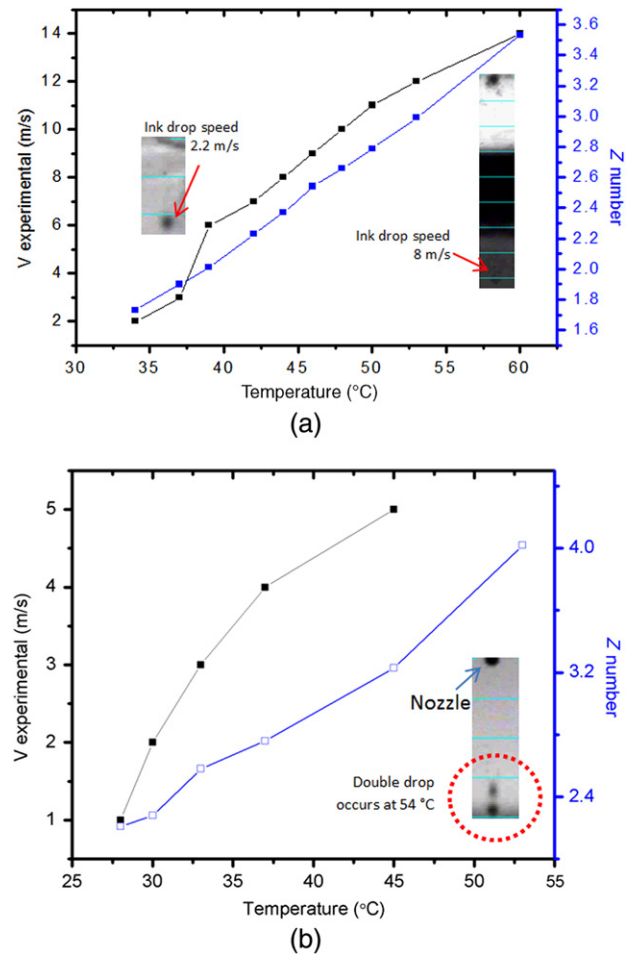 14
12
10
8
6
4
2
V experimental (m/s)
3.6
3.4
3.2
3.0
2.8
2.6
2.4
2.2
2.0
1.8
1.6
Z number
Ink drop speed
2.2 m/s
Ink drop speed
8 m/s
30 35 40 45 50 55 60
Temperature (°C)
(a)
5
4
3
2
1
V experimental (m/s)
4.0
3.2
2.4
Z number
Nozzle
Double drop
occurs at 54 °C
25 30 35 40 45 50 55
Temperature (°C)
(b)